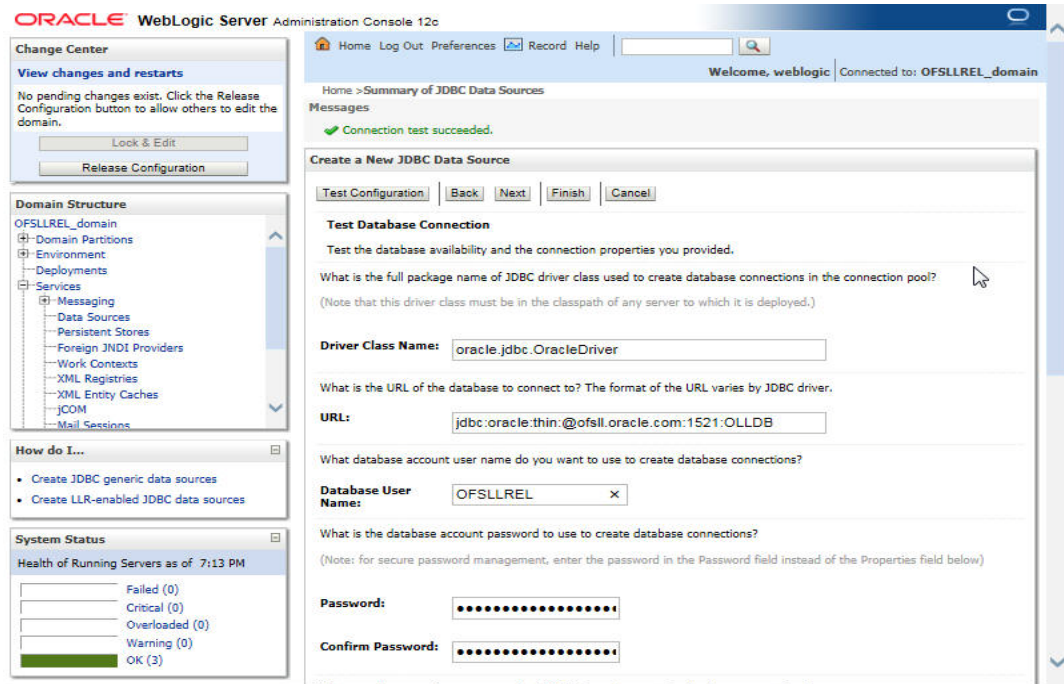 ORACLE WebLogic Server Administration Console 12c
Change Center
View changes and restarts
No pending changes exist. Click the Release
Configuration button to allow others to edit the
domain.
Lock & Edit
Release Configuration
Domain Structure
OFSLLREL_domain
Domain Partitions
Environment
Deployments
Services
Messaging
Data Sources
Persistent Stores
Foreign JNDI Providers
Work Contexts
XML Registries
XML Entity Caches
jCOM
Mail Sessions
How do I...
Create JDBC generic data sources
Create LLR-enabled JDBC data sources
System Status
Health of Running Servers as of 7:13 PM
Failed (0)
Critical (0)
Overloaded (0)
Warning (0)
OK (3)
Home Log Out Preferences Record Help
Welcome, weblogic Connected to: OFSLLREL_domain
Home >Summary of JDBC Data Sources
Messages
Connection test succeeded.
Create a New JDBC Data Source
Test Configuration Back Next Finish Cancel
Test Database Connection
Test the database availability and the connection properties you provided.
What is the full package name of JDBC driver class used to create database connections in the connection pool?
(Note that this driver class must be in the classpath of any server to which it is deployed.)
Driver Class Name: oracle.jdbc.OracleDriver
What is the URL of the database to connect to? The format of the URL varies by JDBC driver.
URL: jdbc:oracle:thin:@ofsll.oracle.com:1521:OLLDB
What database account user name do you want to use to create database connections?
Database User
Name: OFSLLREL
What is the database account password to use to create database connections?
(Note: for secure password management, enter the password in the Password field instead of the Properties field below)
Password:
Confirm Password: